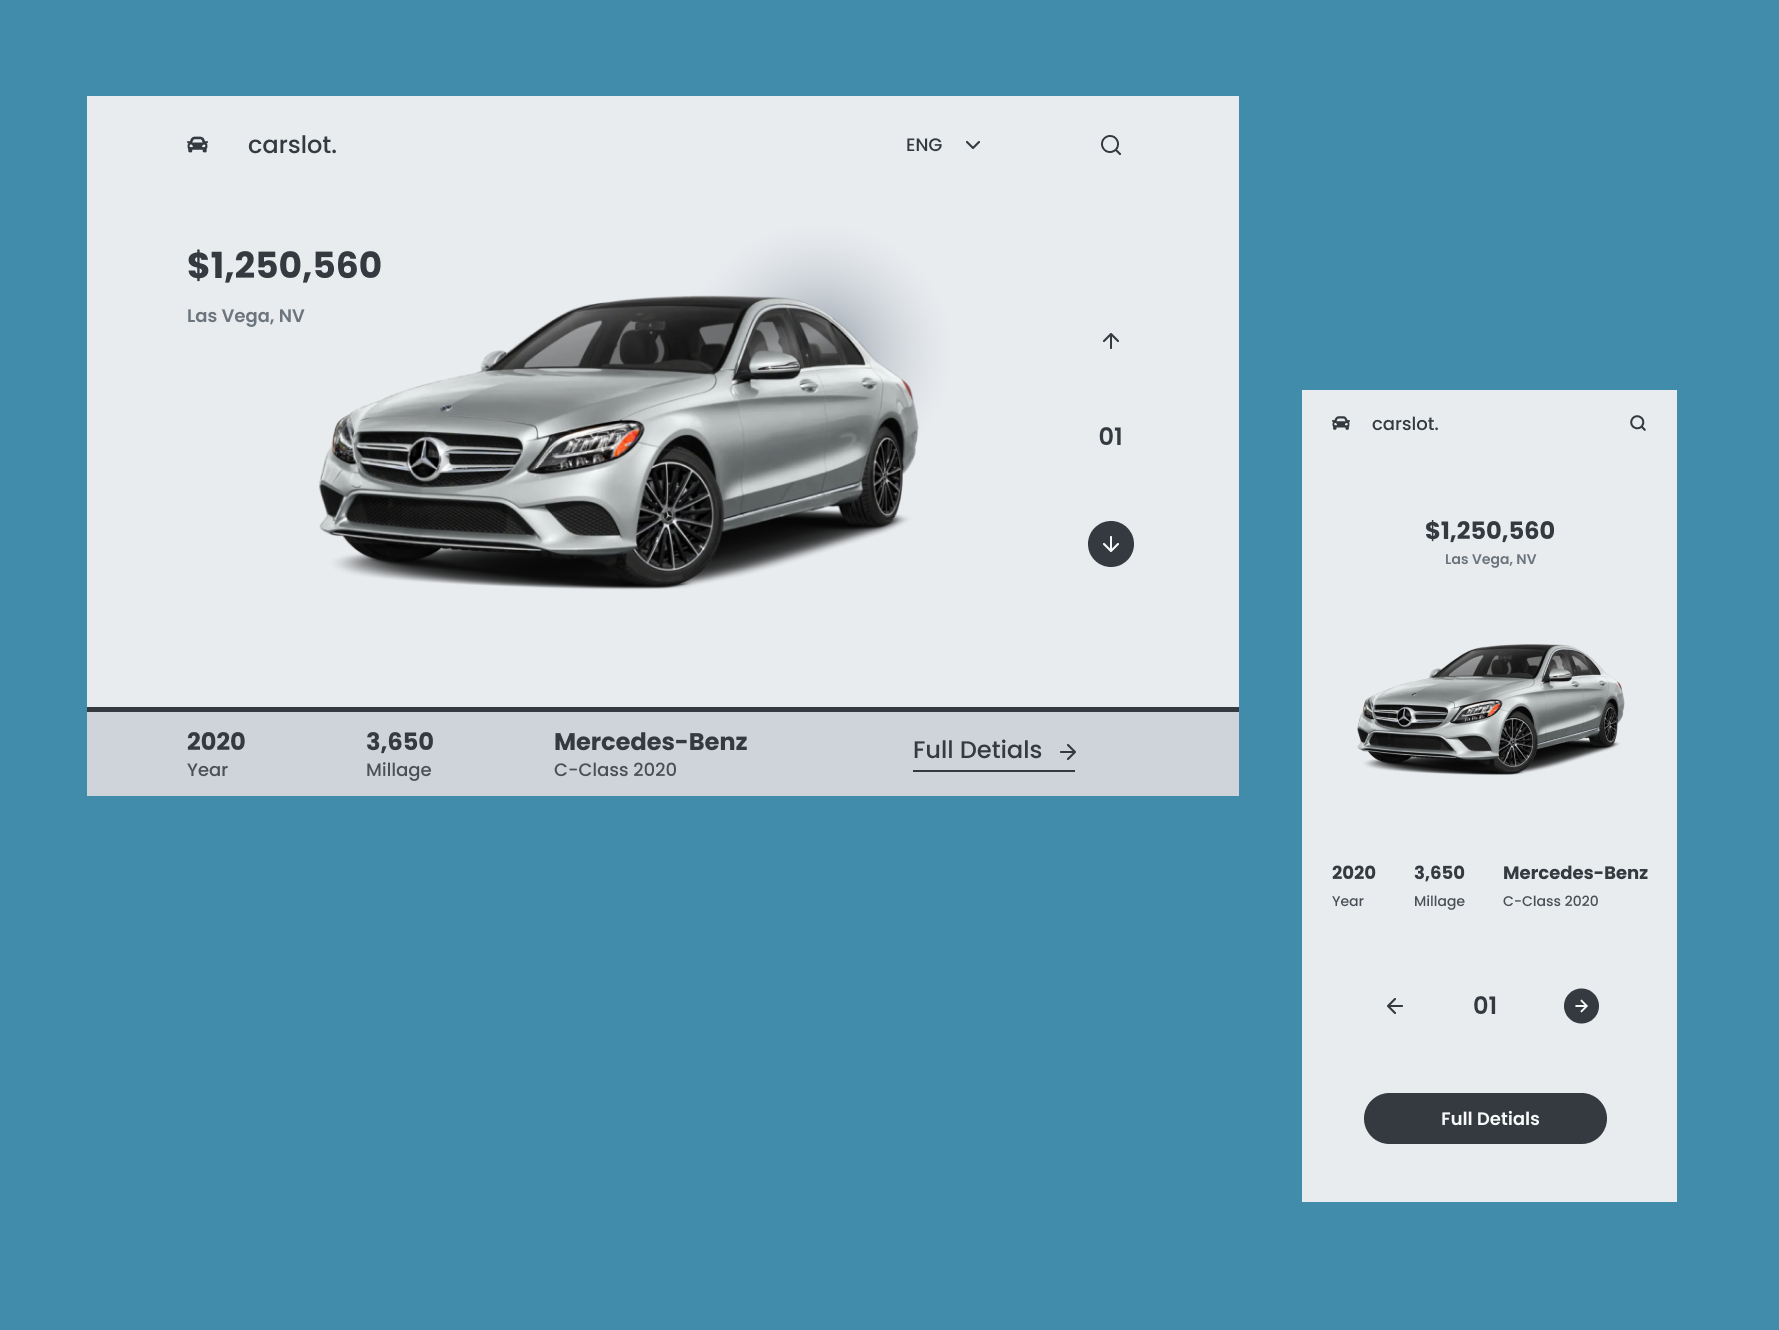 carslot.
ENG
$1,250,560
Las Vega, NV
01
2020
Year
3,650
Millage
Mercedes-Benz
C-Class 2020
Full Detials
carslot.
$1,250,560
Las Vega, NV
2020
3,650
Mercedes-Benz
Year
Millage
C-Class 2020
01
Full Detials